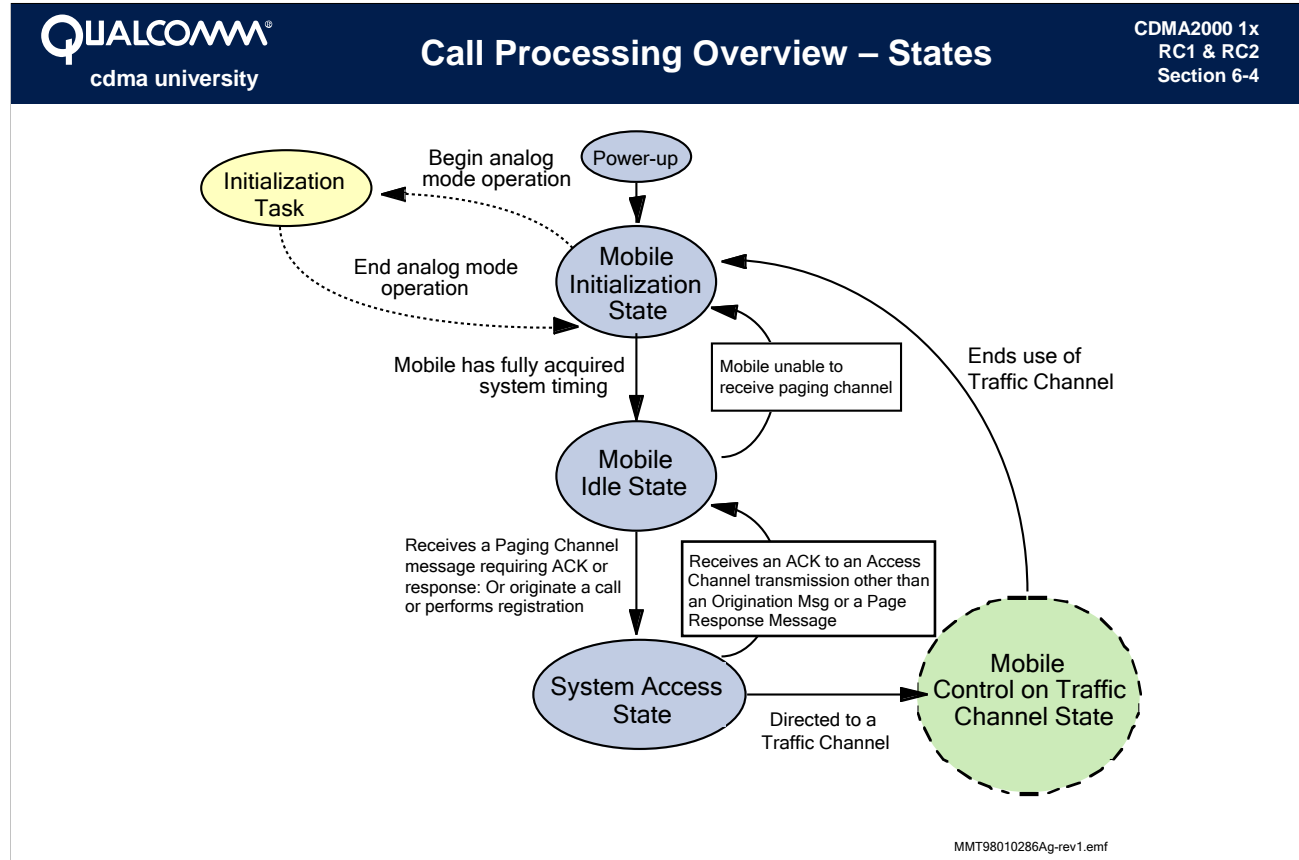 QUALCOMM®
cdma university
Call Processing Overview – States
CDMA2000 1x
RC1 & RC2
Section 6-4
Power-up
Begin analog
mode operation
Initialization
Task
Mobile
Initialization
State
End analog mode
operation
Mobile has fully acquired
system timing
Mobile unable to
receive paging channel
Ends use of
Traffic Channel
Mobile
Idle State
Receives a Paging Channel
message requiring ACK or
response: Or originate a call
or performs registration
Receives an ACK to an Access
Channel transmission other than
an Origination Msg or a Page
Response Message
System Access
State
Directed to a
Traffic Channel
Mobile
Control on Traffic
Channel State
MMT98010286Ag-rev1.emf